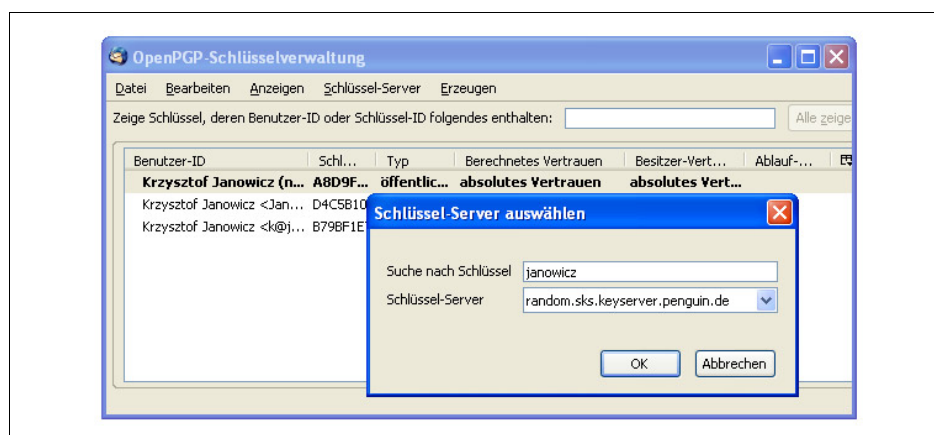 OpenPGP-Schlüsselverwaltung
Datei Bearbeiten Anzeigen Schlüssel-Server Erzeugen
Zeige Schlüssel, deren Benutzer-ID oder Schlüssel-ID folgendes enthalten: Alle zeige
Benutzer-ID Schl... Typ Berechnetes Vertrauen Besitzer-Vert... Ablauf-...
Krzysztof Janowicz (n... A8D9F... öffentlic... absolutes Vertrauen absolutes Vert...
Krzysztof Janowicz <Jan... D4C5B10
Krzysztof Janowicz <k@j... B79BF1E
Schlüssel-Server auswählen
Suche nach Schlüssel janowicz
Schlüssel-Server random.sks.keyserver.penguin.de
OK Abbrechen